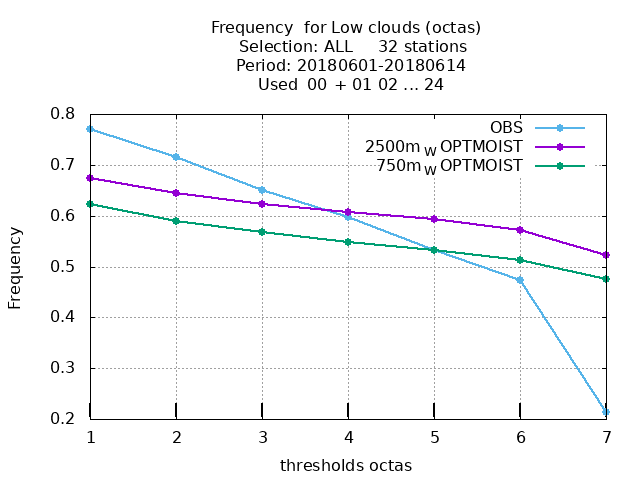 Frequency for Low clouds (octas)
Selection: ALL 32 stations
Period: 20180601-20180614
Used 00 + 01 02 ... 24
OBS
2500m_W OPTMOIST
750m_W OPTMOIST
Frequency
0.8
0.7
0.6
0.5
0.4
0.3
0.2
1 2 3 4 5 6 7
thresholds octas